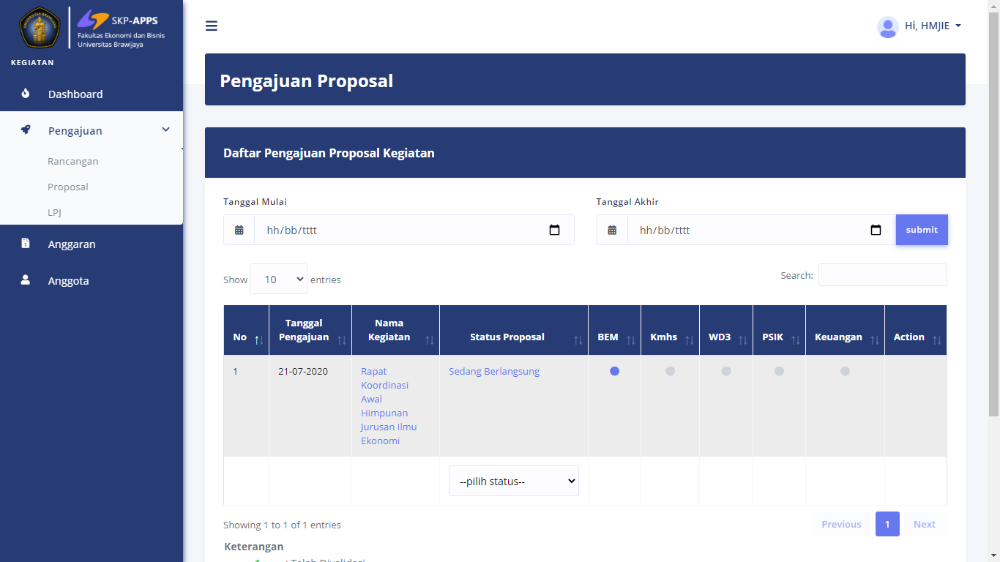 SKP-APPS
Fakultas Ekonomi dan Bisnis
Universitas Brawijaya
KEGIATAN
Dashboard
Pengajuan
Rancangan
Proposal
LPJ
Anggaran
Anggota
Hi, HMJIE
Pengajuan Proposal
Daftar Pengajuan Proposal Kegiatan
Tanggal Mulai
Tanggal Akhir
hh/bb/tttt
hh/bb/tttt
submit
Show 10 entries
Search:
No
Tanggal
Pengajuan
Nama
Kegiatan
Status Proposal
BEM
Kmhs
WD3
PSIK
Keuangan
Action
1
21-07-2020
Rapat
Koordinasi
Awal
Himpunan
Jurusan Ilmu
Ekonomi
Sedang Berlangsung
--pilih status--
Showing 1 to 1 of 1 entries
Previous
1
Next
Keterangan
: Telah Divalidasi